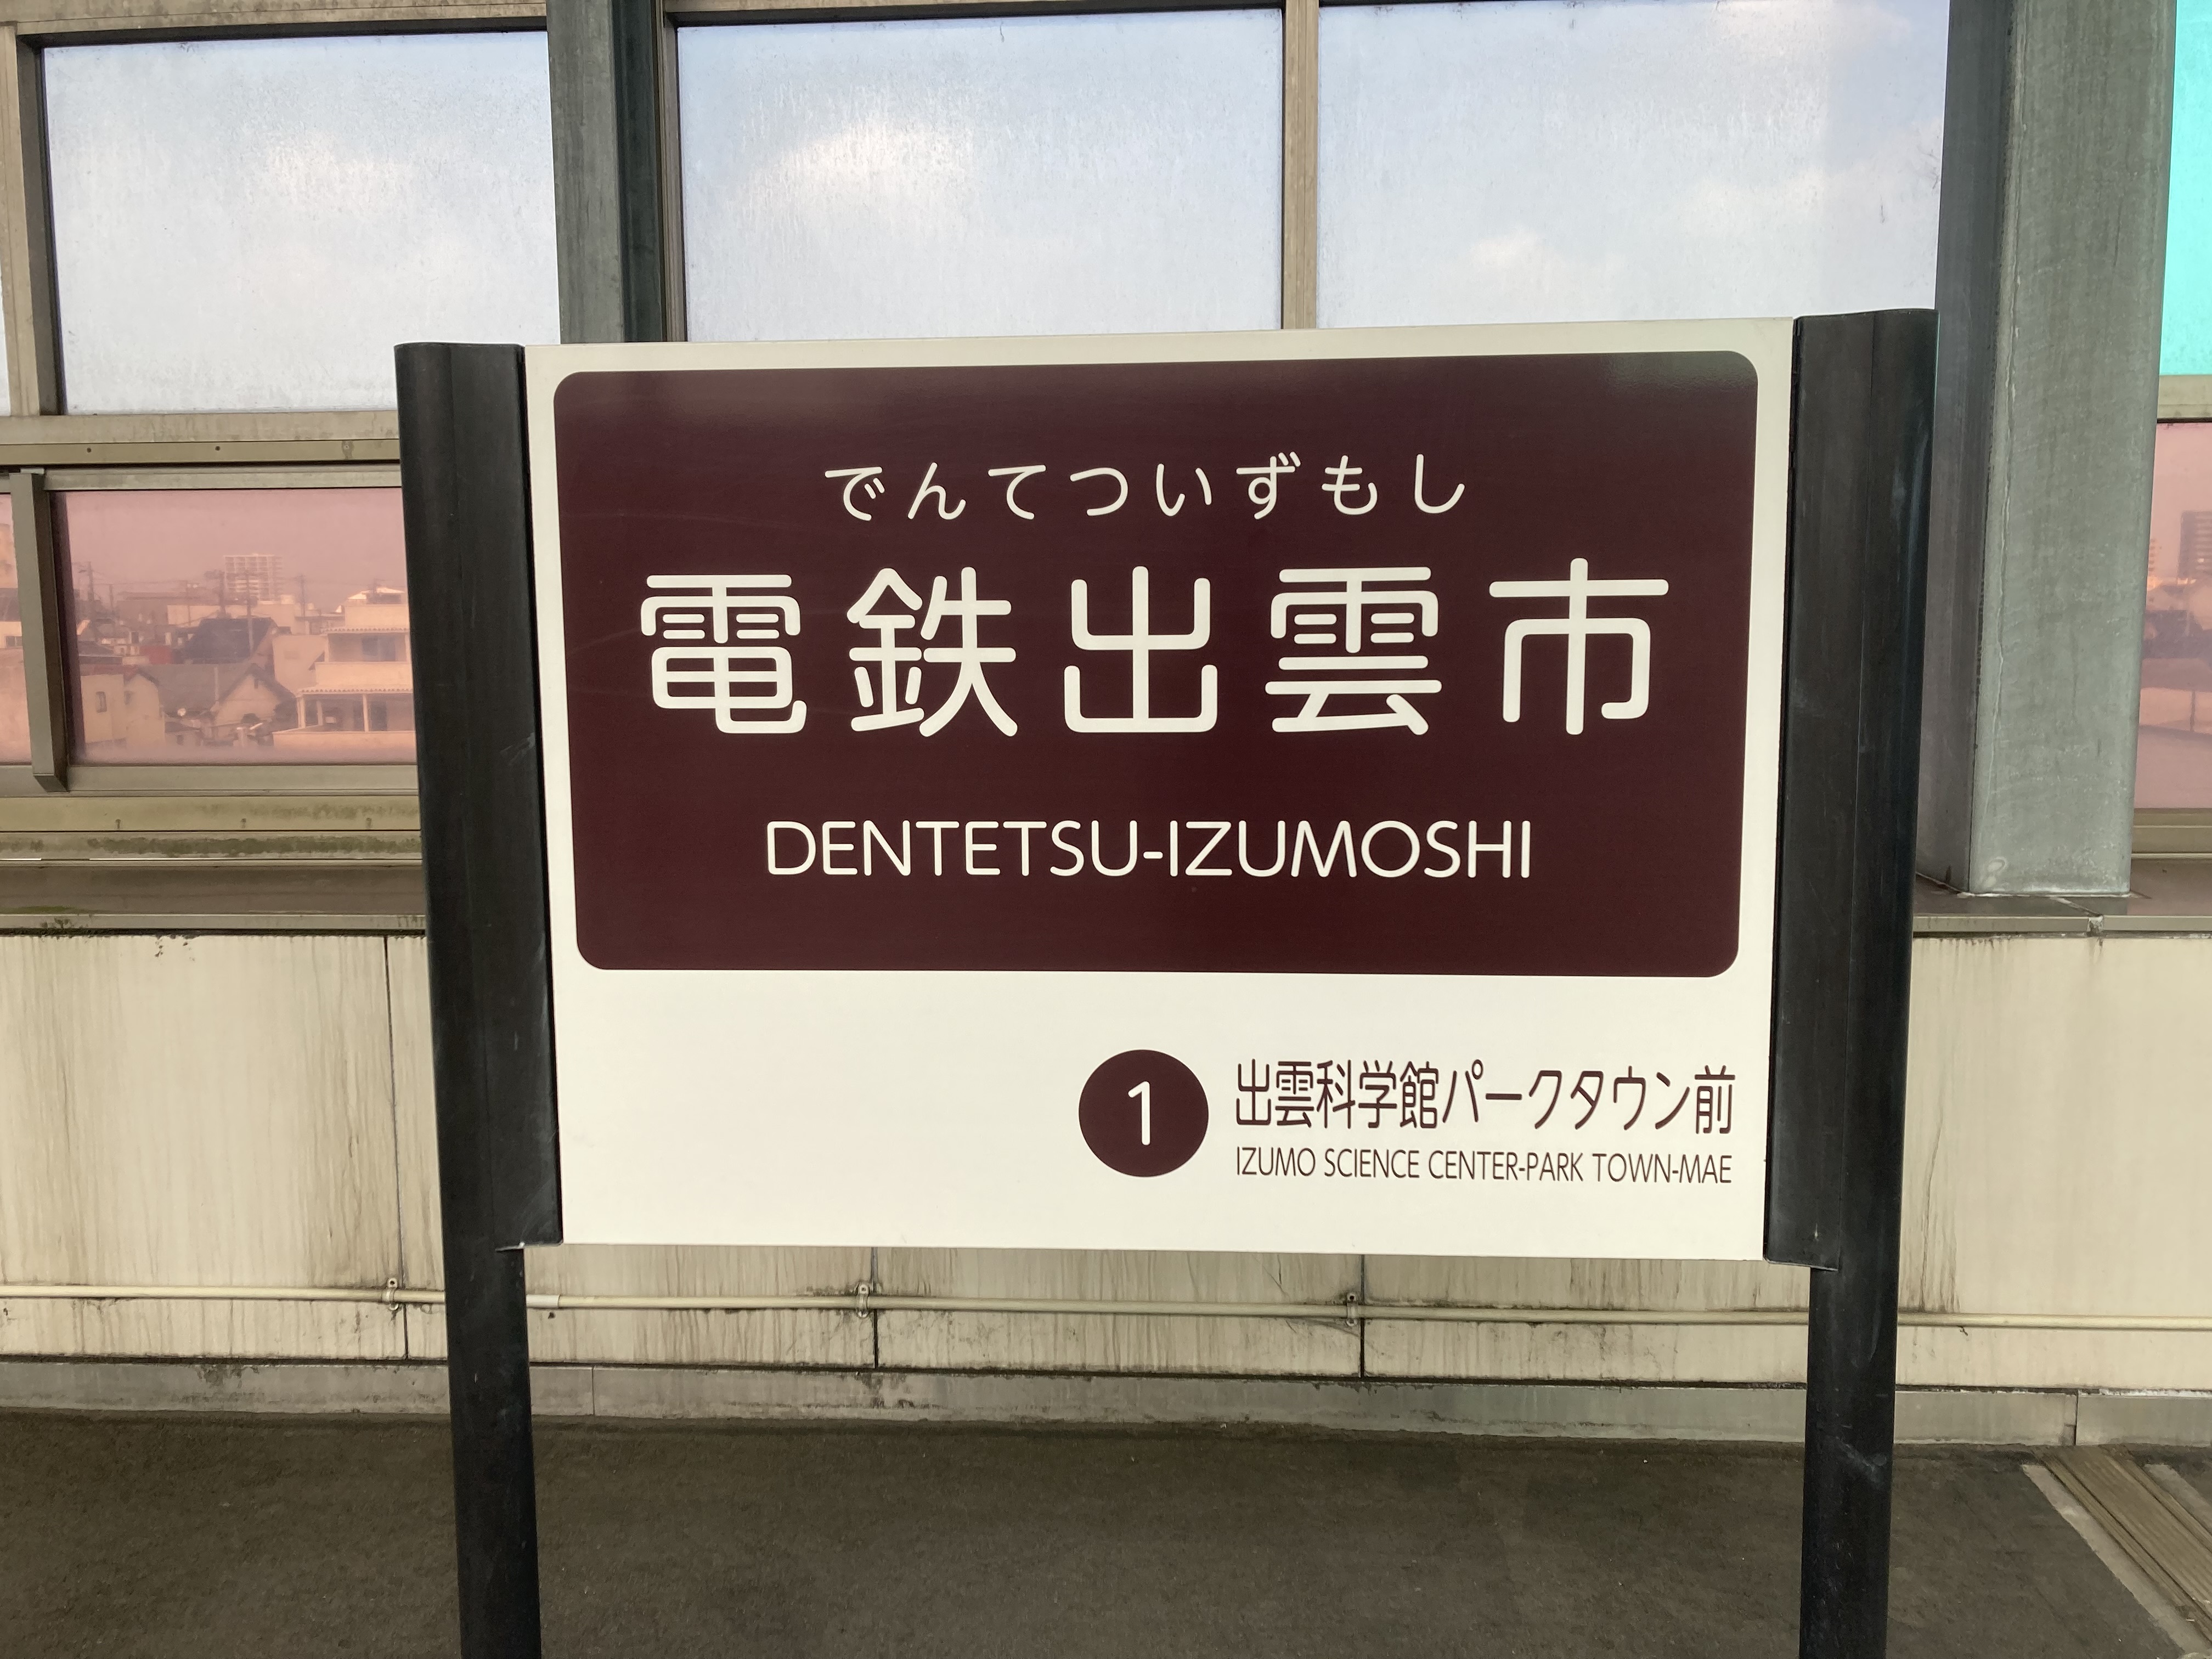 でんてついずもし
電鉄出雲市
DENTETSU-IZUMOSHI
1
出雲科学館パークタウン前
IZUMO SCIENCE CENTER-PARK TOWN-MAE